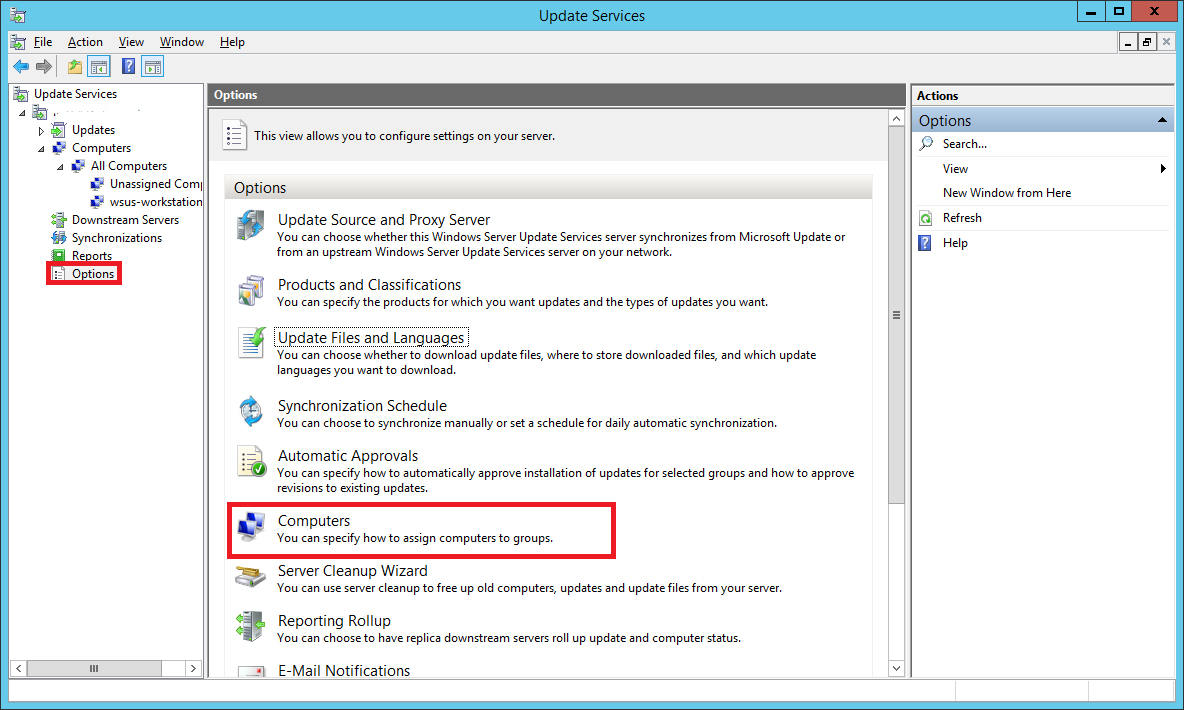 Update Services
File Action View Window Help
Update Services
Updates
Computers
All Computers
Unassigned Comp
wsus-workstation
Downstream Servers
Synchronizations
Reports
Options
Options
This view allows you to configure settings on your server.
Options
Update Source and Proxy Server
You can choose whether this Windows Server Update Services server synchronizes from Microsoft Update or
from an upstream Windows Server Update Services server on your network.
Products and Classifications
You can specify the products for which you want updates and the types of updates you want.
Update Files and Languages
You can choose whether to download update files, where to store downloaded files, and which update
languages you want to download.
Synchronization Schedule
You can choose to synchronize manually or set a schedule for daily automatic synchronization.
Automatic Approvals
You can specify how to automatically approve installation of updates for selected groups and how to approve
revisions to existing updates.
Computers
You can specify how to assign computers to groups.
Server Cleanup Wizard
You can use server cleanup to free up old computers, updates and update files from your server.
Reporting Rollup
You can choose to have replica downstream servers roll up update and computer status.
E-Mail Notifications
Actions
Options
Search...
View
New Window from Here
Refresh
Help